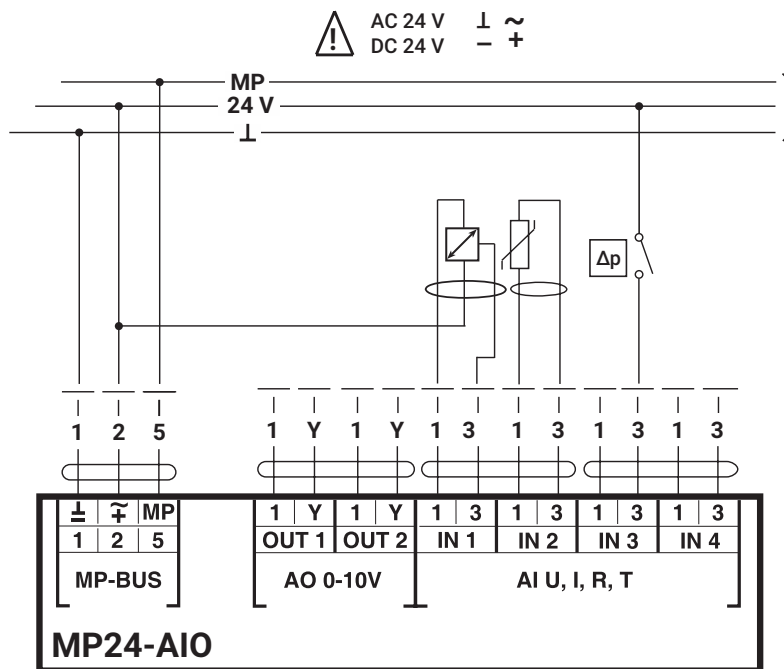 AC 24 V ⊥ ~
DC 24 V − +
MP
24 V
⊥
Δp
1 2 5 1 Y 1 Y 1 3 1 3 1 3 1 3
⊥ ~ MP 1 Y 1 Y 1 3 1 3 1 3 1 3
1 2 5 OUT 1 OUT 2 IN 1 IN 2 IN 3 IN 4
MP-BUS AO 0-10V AI U, I, R, T
MP24-AIO